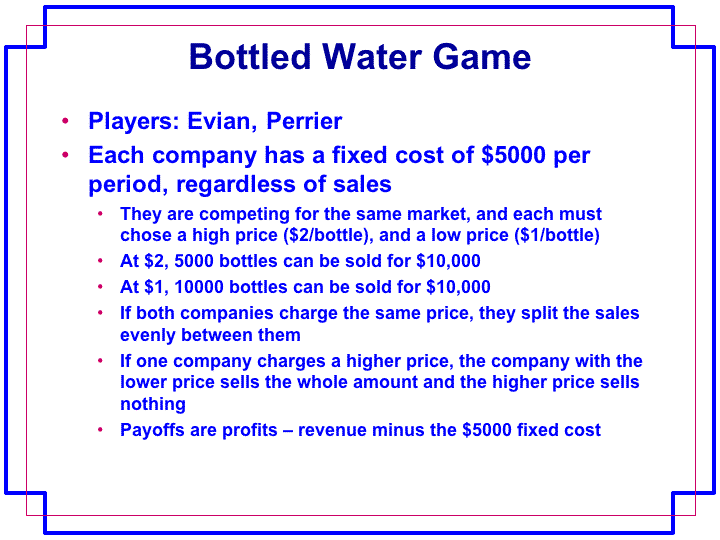 Bottled Water Game
• Players: Evian, Perrier
• Each company has a fixed cost of $5000 per
period, regardless of sales
• They are competing for the same market, and each must
chose a high price ($2/bottle), and a low price ($1/bottle)
• At $2, 5000 bottles can be sold for $10,000
• At $1, 10000 bottles can be sold for $10,000
• If both companies charge the same price, they split the sales
evenly between them
• If one company charges a higher price, the company with the
lower price sells the whole amount and the higher price sells
nothing
• Payoffs are profits – revenue minus the $5000 fixed cost